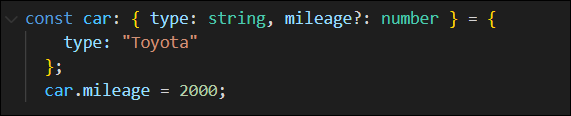 const car: { type: string, mileage?: number } = {
type: "Toyota"
};
car.mileage = 2000;